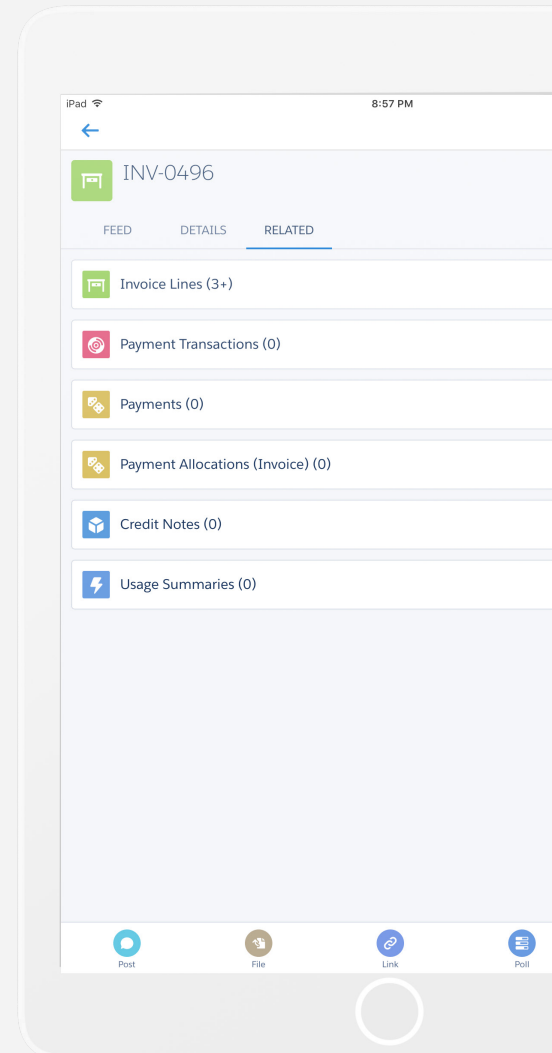 iPad 8:57 PM
INV-0496
FEED DETAILS RELATED
Invoice Lines (3+)
Payment Transactions (0)
Payments (0)
Payment Allocations (Invoice) (0)
Credit Notes (0)
Usage Summaries (0)
Post File Link Poll